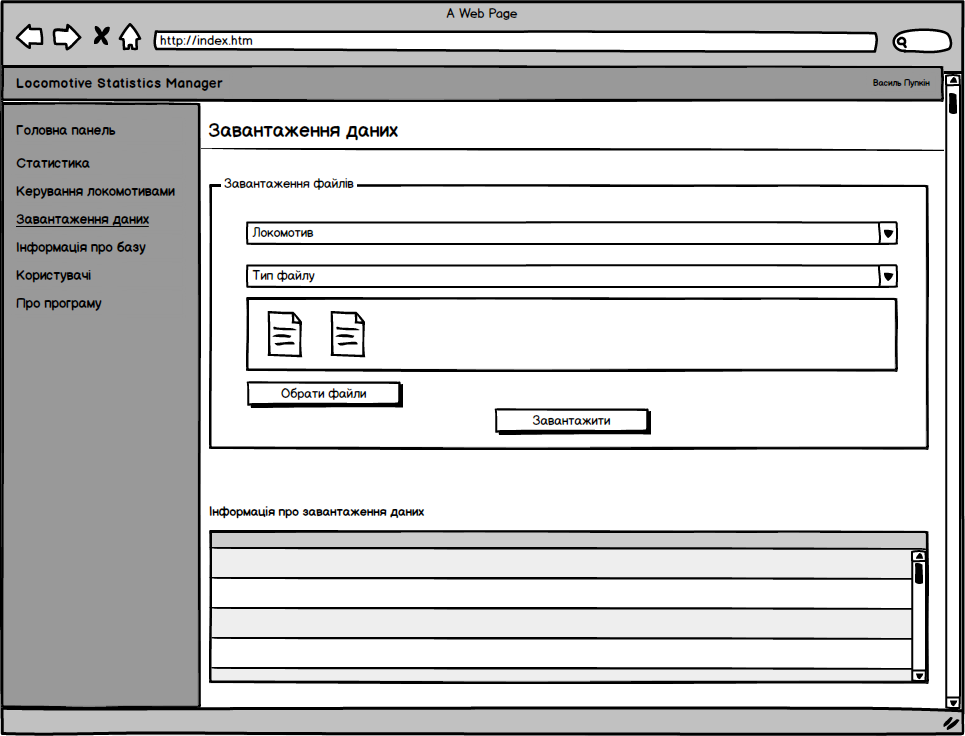 A Web Page
http://index.htm
Locomotive Statistics Manager
Василь Пупкін
Головна панель
Статистика
Керування локомотивами
Завантаження даних
Інформація про базу
Користувачі
Про програму
Завантаження даних
Завантаження файлів
Локомотив
Тип файлу
Обрати файли
Завантажити
Інформація про завантаження даних